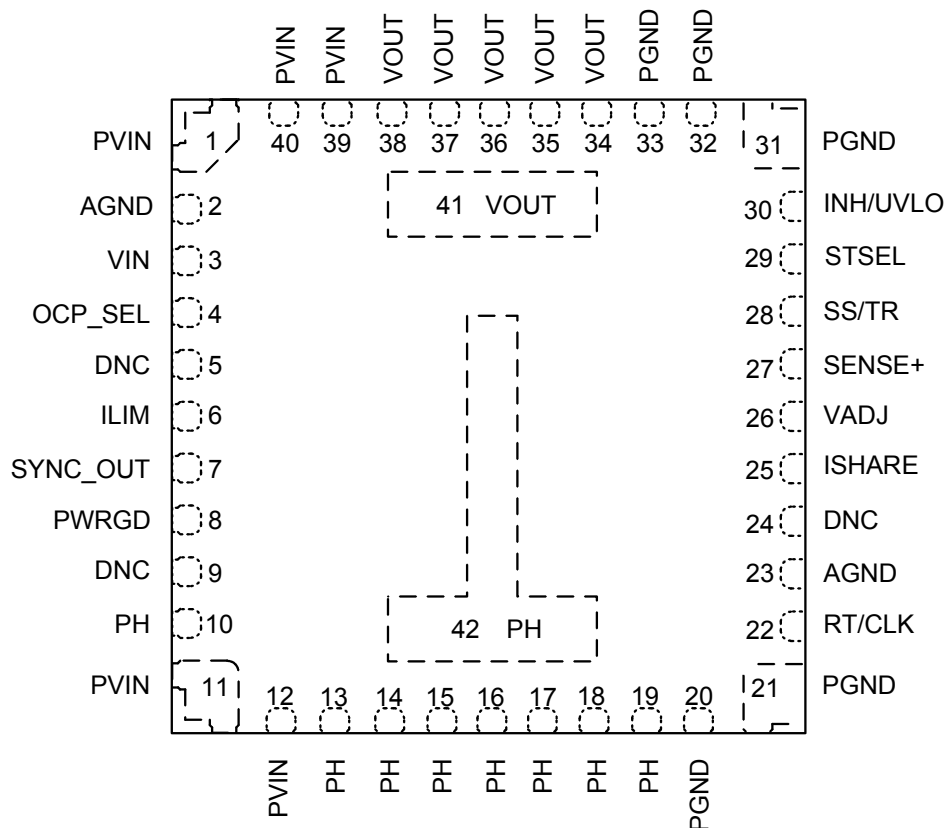 PVIN PVIN VOUT VOUT VOUT VOUT VOUT PGND PGND
PVIN 1 40 39 38 37 36 35 34 33 32 31 PGND
AGND 2 41 VOUT 30 INH/UVLO
VIN 3 29 STSEL
OCP_SEL 4 28 SS/TR
DNC 5 27 SENSE+
ILIM 6 26 VADJ
SYNC_OUT 7 25 ISHARE
PWRGD 8 24 DNC
DNC 9 23 AGND
PH 10 42 PH 22 RT/CLK
PVIN 11 12 13 14 15 16 17 18 19 20 21 PGND
PVIN PH PH PH PH PH PH PH PGND